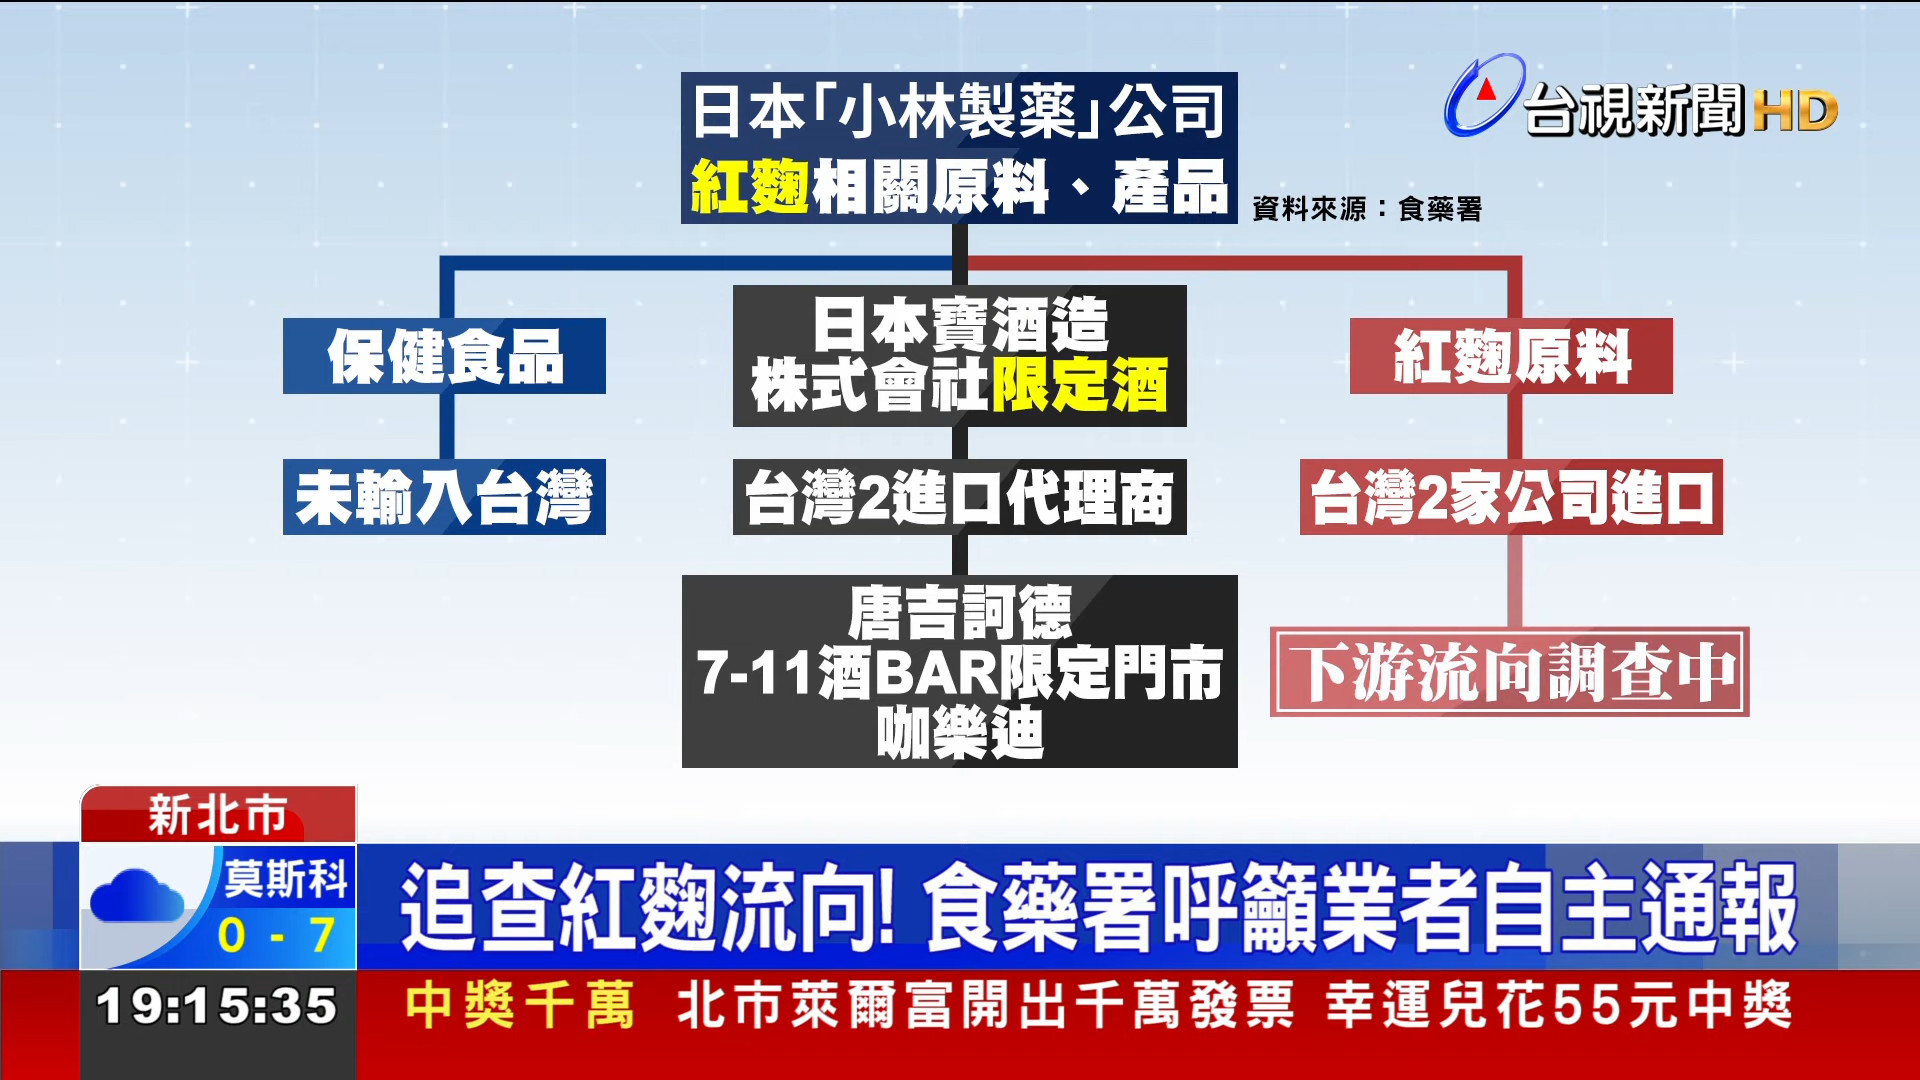 台視新聞HD
日本「小林製薬」公司
紅麴相關原料、產品
資料來源：食藥署
保健食品
未輸入台灣
日本寶酒造
株式會社限定酒
台灣2進口代理商
唐吉訶德
7-11酒BAR限定門市
咖樂迪
紅麴原料
台灣2家公司進口
下游流向調查中
新北市
莫斯科
0 - 7
追查紅麴流向! 食藥署呼籲業者自主通報
19:15:35
中獎千萬 北市萊爾富開出千萬發票 幸運兒花55元中獎